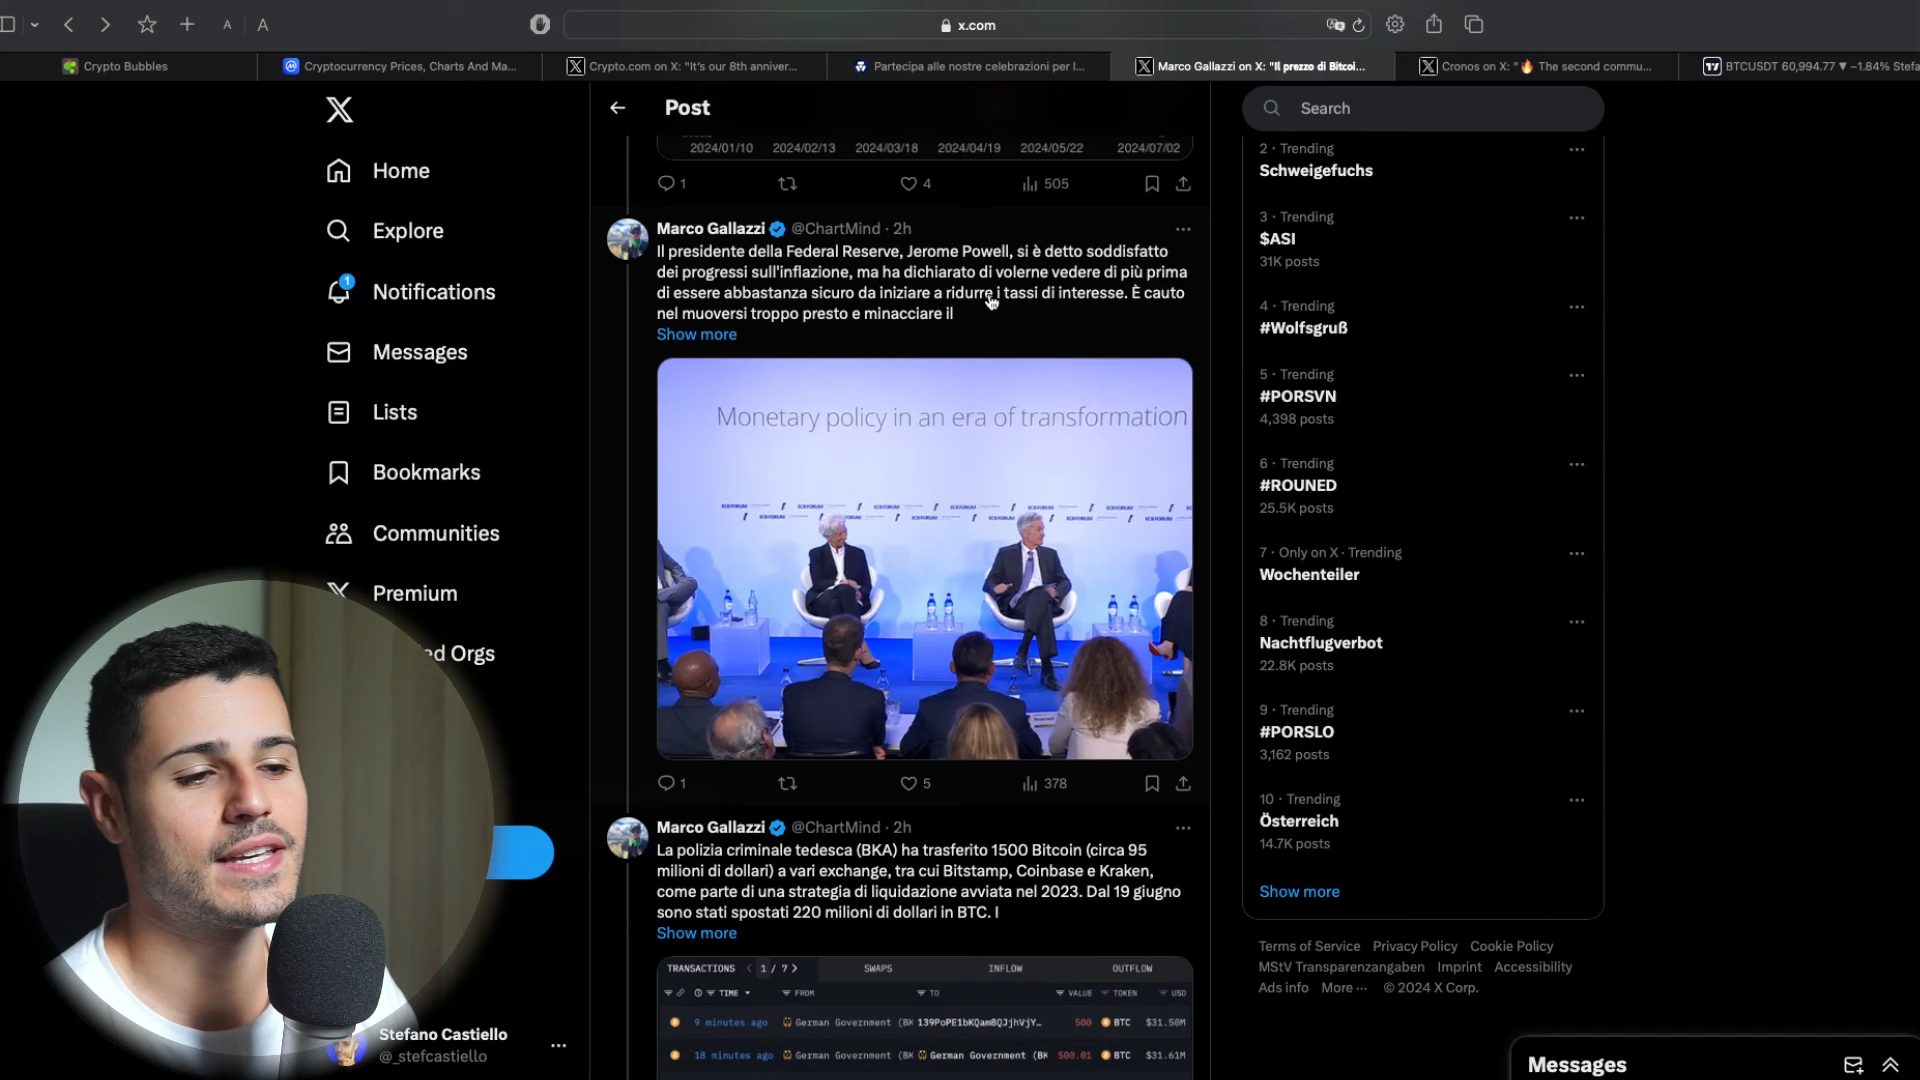 x.com
Crypto Bubbles
Cryptocurrency Prices, Charts And Ma...
Crypto.com on X: "It's our 8th anniver...
Partecipa alle nostre celebrazioni per l...
Marco Gallazzi on X: "Il prezzo di Bitcoi...
Cronos on X: "🔥 The second commu...
BTCUSDT 60,994.77 ▼ −1.84% Stefa
Home
Explore
1
Notifications
Messages
Lists
Bookmarks
Communities
Premium
ed Orgs
Stefano Castiello
@_stefcastiello
Post
2024/01/10 2024/02/13 2024/03/18 2024/04/19 2024/05/22 2024/07/02
1 4 505
Marco Gallazzi @ChartMind · 2h
Il presidente della Federal Reserve, Jerome Powell, si è detto soddisfatto
dei progressi sull'inflazione, ma ha dichiarato di volerne vedere di più prima
di essere abbastanza sicuro da iniziare a ridurre i tassi di interesse. È cauto
nel muoversi troppo presto e minacciare il
Show more
Monetary policy in an era of transformation
1 5 378
Marco Gallazzi @ChartMind · 2h
La polizia criminale tedesca (BKA) ha trasferito 1500 Bitcoin (circa 95
milioni di dollari) a vari exchange, tra cui Bitstamp, Coinbase e Kraken,
come parte di una strategia di liquidazione avviata nel 2023. Dal 19 giugno
sono stati spostati 220 milioni di dollari in BTC. I
Show more
TRANSACTIONS 1 / 7 SWAPS INFLOW OUTFLOW
TIME FROM TO VALUE TOKEN USD
9 minutes ago German Government (BK 139PoPE1bKQam8QJjhVjY… 500 BTC $31.50M
18 minutes ago German Government (BK German Government (BK 500.01 BTC $31.61M
Search
2 · Trending
Schweigefuchs
3 · Trending
$ASI
31K posts
4 · Trending
#Wolfsgruß
5 · Trending
#PORSVN
4,398 posts
6 · Trending
#ROUNED
25.5K posts
7 · Only on X · Trending
Wochenteiler
8 · Trending
Nachtflugverbot
22.8K posts
9 · Trending
#PORSLO
3,162 posts
10 · Trending
Österreich
14.7K posts
Show more
Terms of Service Privacy Policy Cookie Policy
MStV Transparenzangaben Imprint Accessibility
Ads info More ··· © 2024 X Corp.
Messages